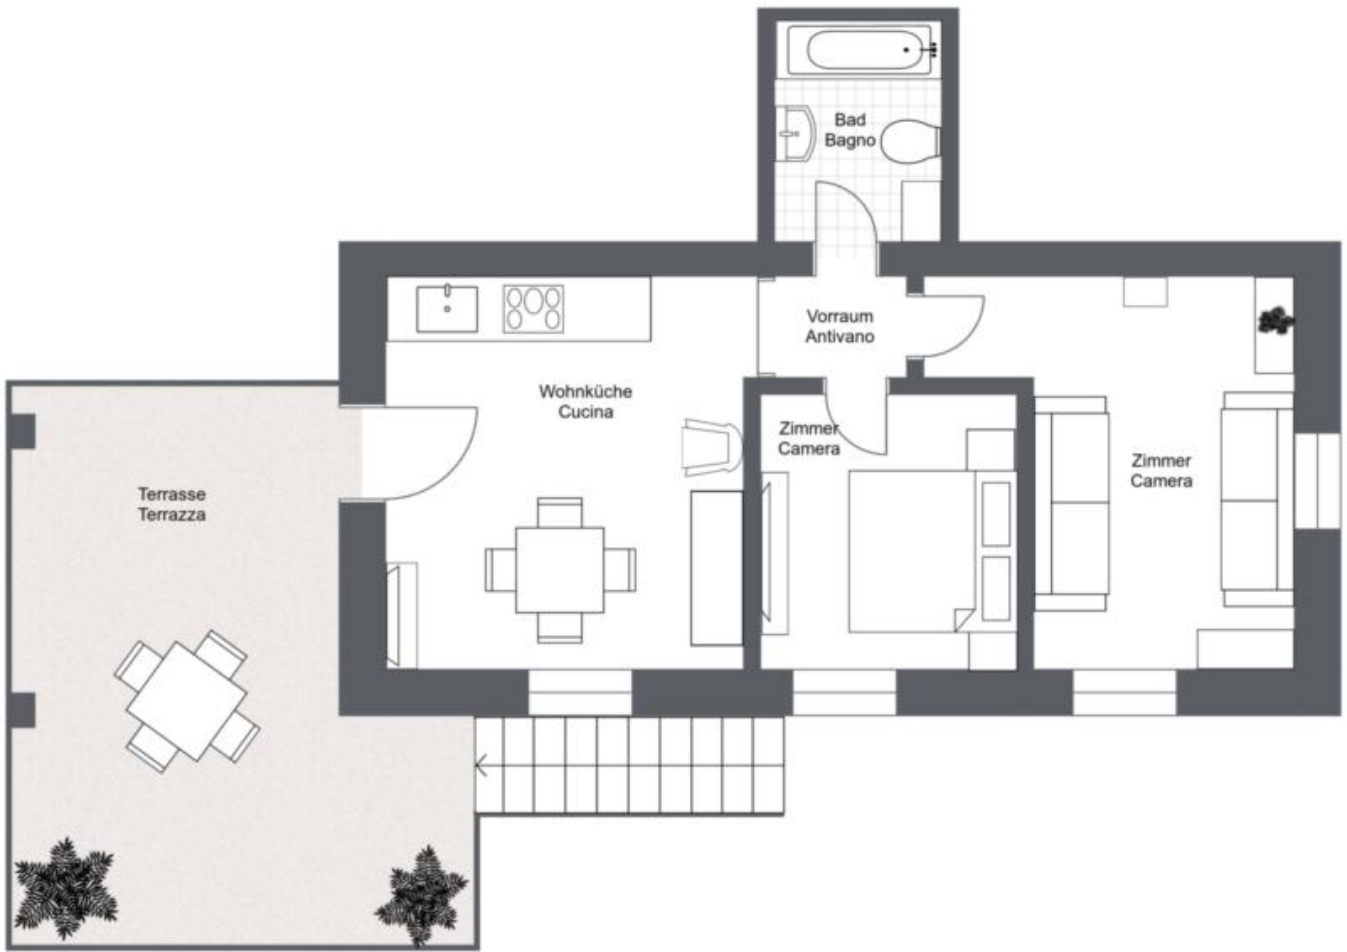 Bad
Bagno
Vorraum
Antivano
Wohnküche
Cucina
Zimmer
Camera
Zimmer
Camera
Terrasse
Terrazza